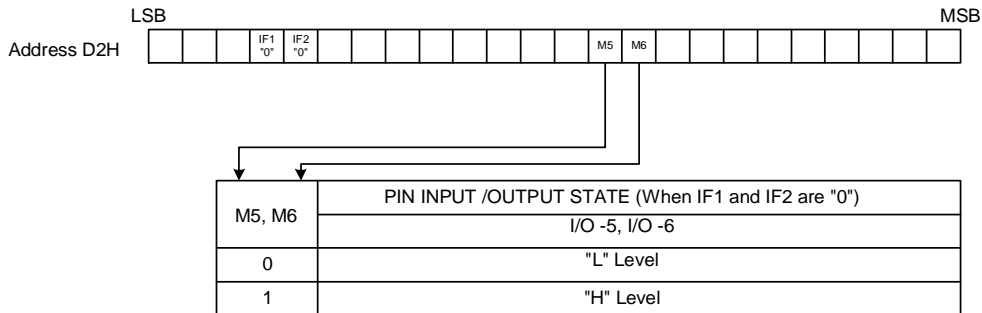 LSB MSB
Address D2H IF1 IF2 M5 M6
"0" "0"
PIN INPUT /OUTPUT STATE (When IF1 and IF2 are "0")
M5, M6
I/O -5, I/O -6
0 "L" Level
1 "H" Level